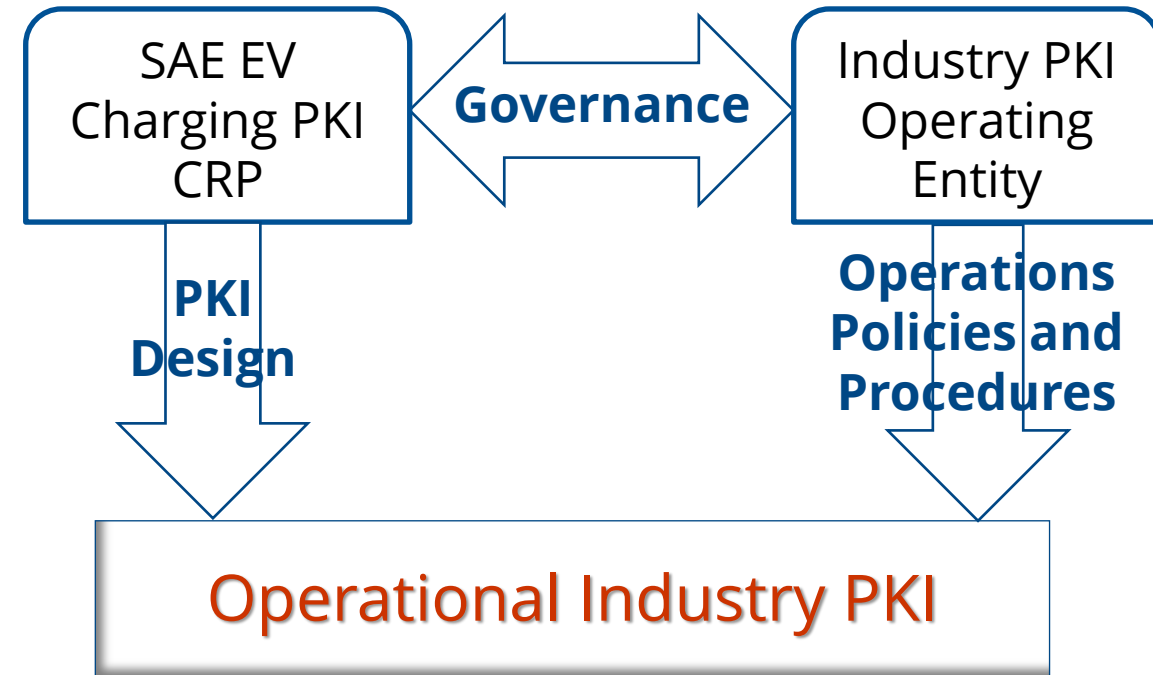 SAE EV
Charging PKI
CRP
Governance
Industry PKI
Operating
Entity
PKI
Design
Operations
Policies and
Procedures
Operational Industry PKI